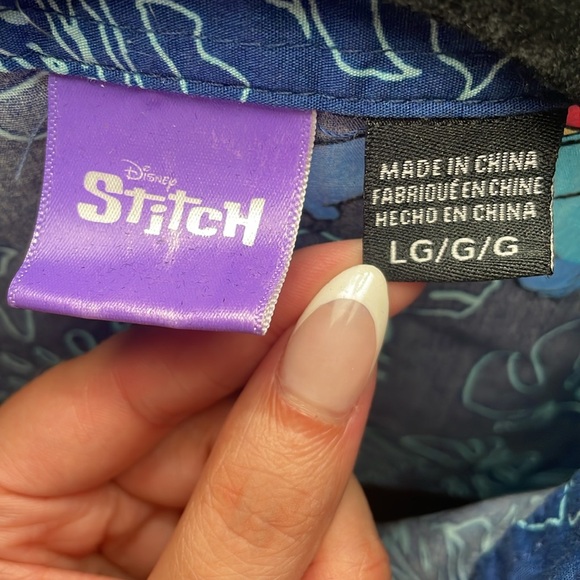 Disney
Stitch
MADE IN CHINA
FABRIQUÉ EN CHINE
HECHO EN CHINA
LG/G/G